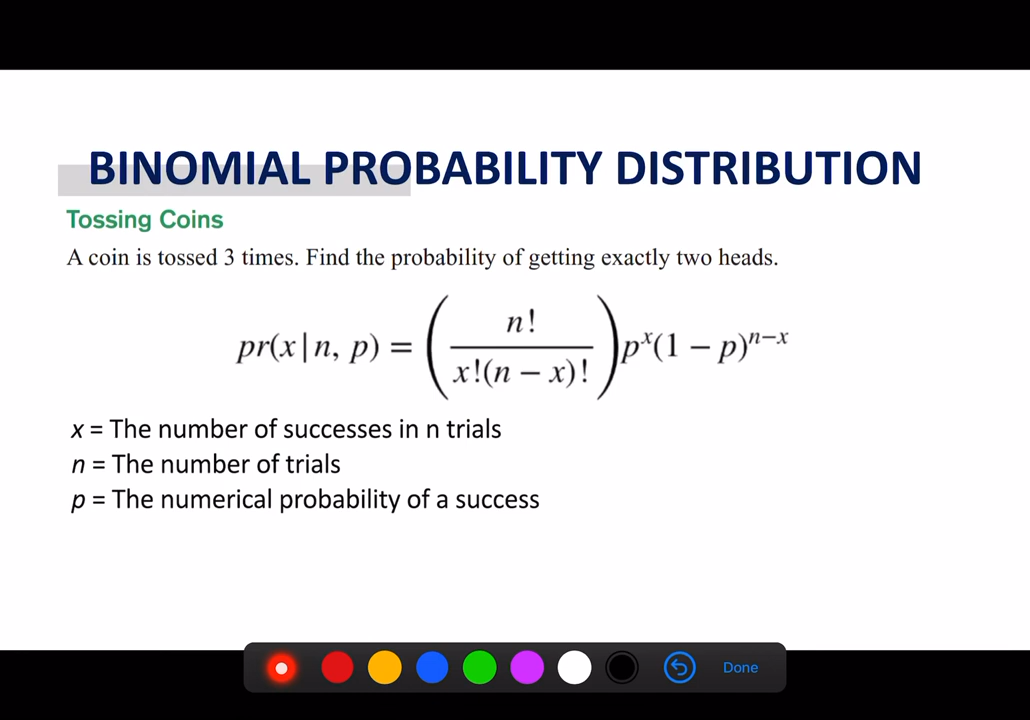 BINOMIAL PROBABILITY DISTRIBUTION
Tossing Coins
A coin is tossed 3 times. Find the probability of getting exactly two heads.
pr(x|n, p) = (n! / x!(n − x)!) pˣ(1 − p)ⁿ⁻ˣ
x = The number of successes in n trials
n = The number of trials
p = The numerical probability of a success
Done